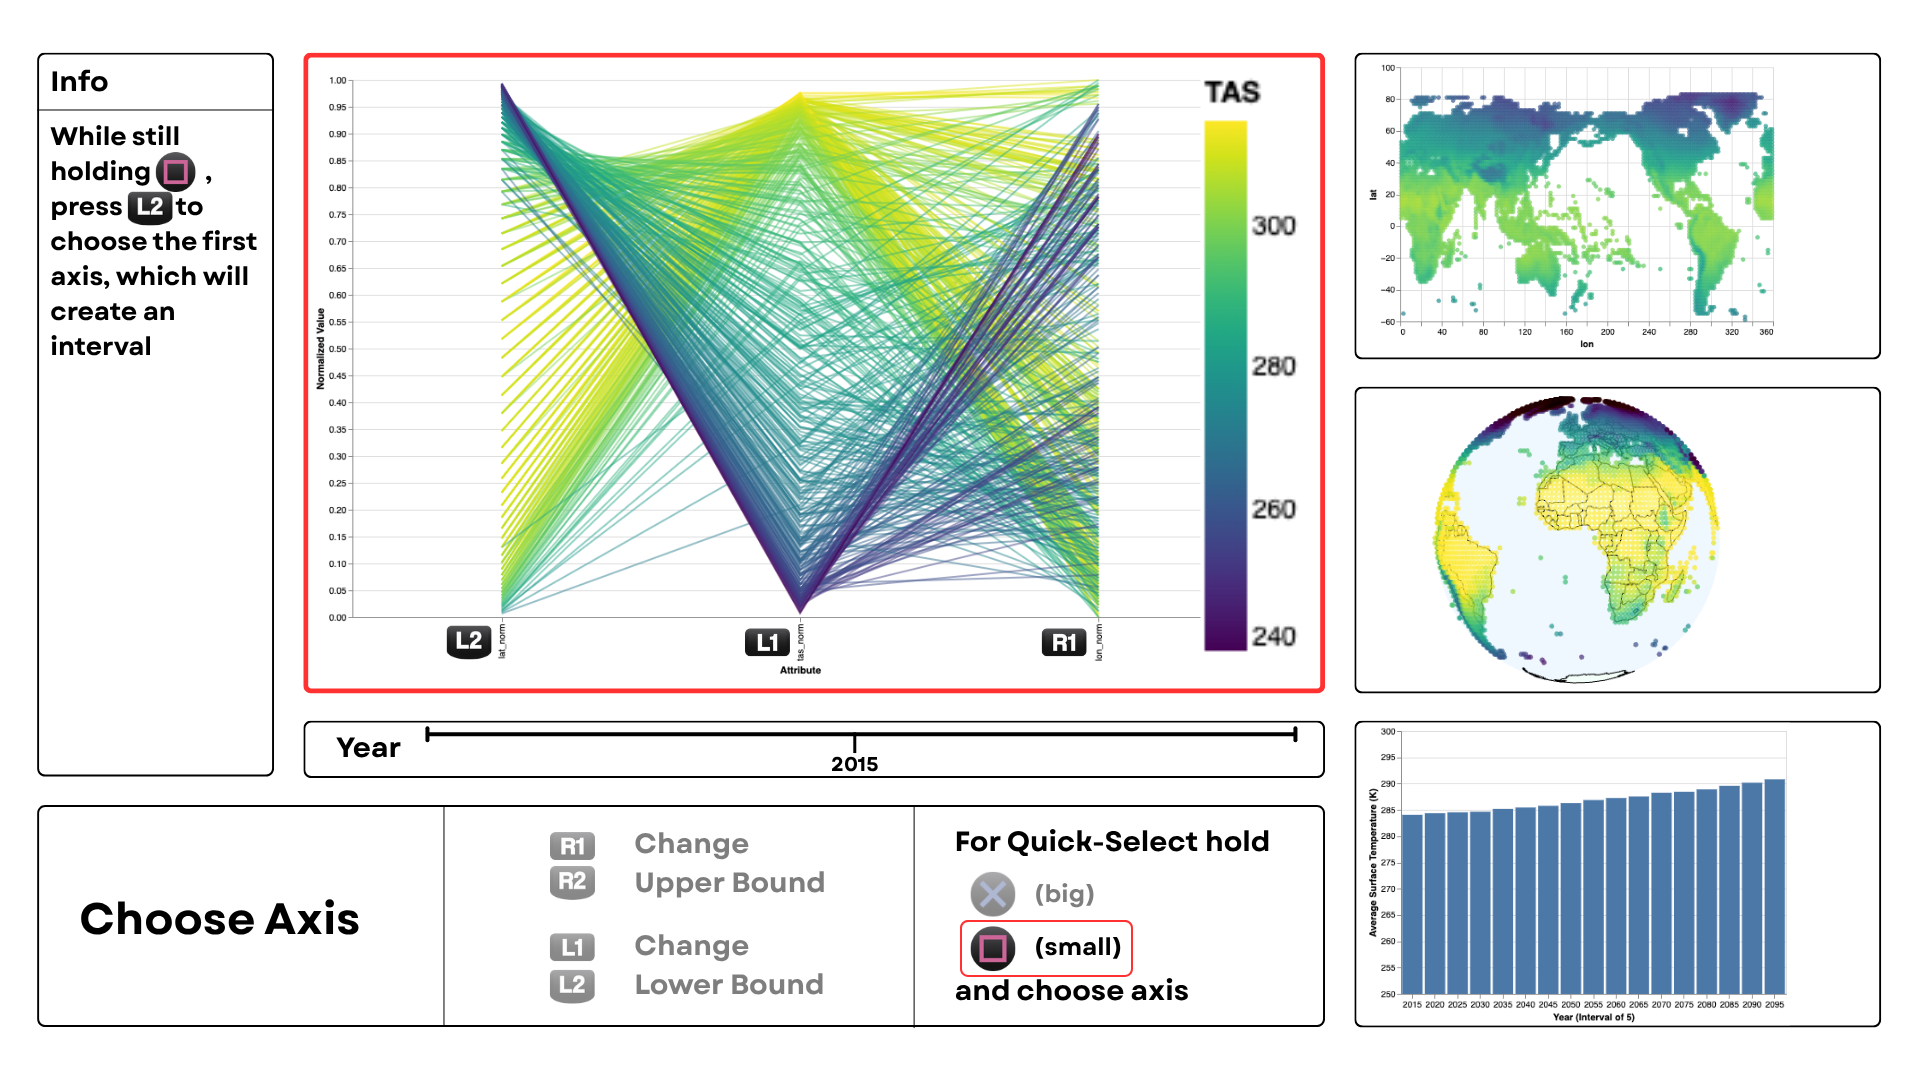 Info
While still
holding ,
press L2 to
choose the first
axis, which will
create an
interval
TAS
300
280
260
240
1.00
0.95
0.90
0.85
0.80
0.75
0.70
0.65
0.60
0.55
0.50
0.45
0.40
0.35
0.30
0.25
0.20
0.15
0.10
0.05
0.00
Normalized Value
L2 lat_norm
L1 tas_norm
R1 lon_norm
Attribute
100
80
60
40
20
0
−20
−40
−60
lat
0 40 80 120 160 200 240 280 320 360
lon
Year
2015
300
295
290
285
280
275
270
265
260
255
250
Average Surface Temperature (K)
2015 2020 2025 2030 2035 2040 2045 2050 2055 2060 2065 2070 2075 2080 2085 2090 2095
Year (Interval of 5)
Choose Axis
R1 Change
R2 Upper Bound
L1 Change
L2 Lower Bound
For Quick-Select hold
(big)
(small)
and choose axis